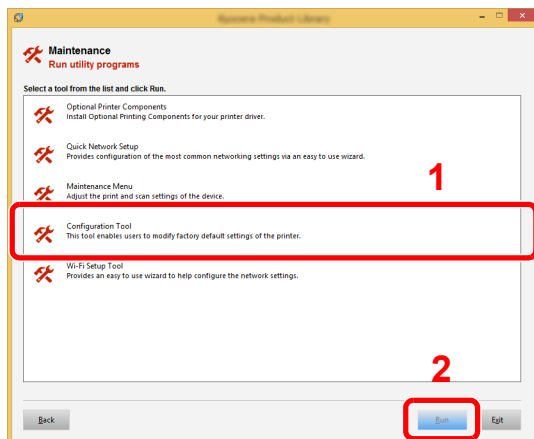 Kyocera Product Library
Maintenance
Run utility programs
Select a tool from the list and click Run.
Optional Printer Components
Install Optional Printing Components for your printer driver.
Quick Network Setup
Provides configuration of the most common networking settings via an easy to use wizard.
1
Maintenance Menu
Adjust the print and scan settings of the device.
Configuration Tool
This tool enables users to modify factory default settings of the printer.
Wi-Fi Setup Tool
Provides an easy to use wizard to help configure the network settings.
2
Back
Run
Exit